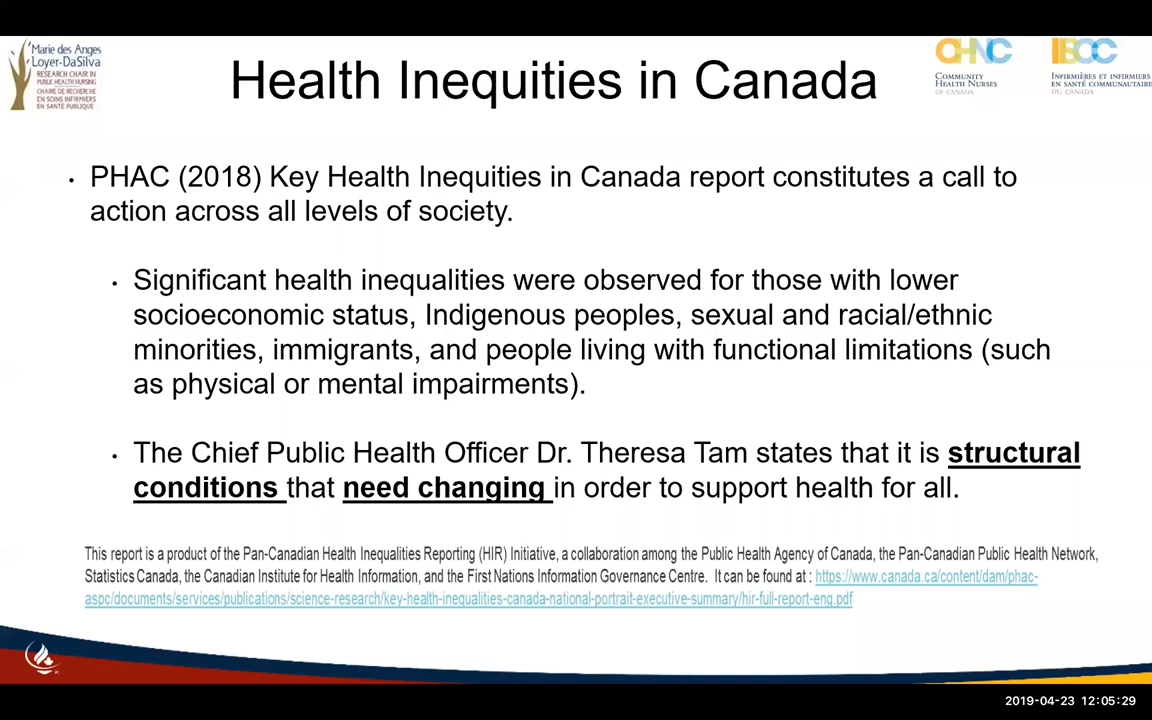 Marie des Anges
Loyer-DaSilva
RESEARCH CHAIR IN
PUBLIC HEALTH NURSING
CHAIRE DE RECHERCHE
EN SOINS INFIRMIERS
EN SANTÉ PUBLIQUE
Health Inequities in Canada
CHNC
COMMUNITY
HEALTH NURSES
OF CANADA
IISCC
INFIRMIÈRES ET INFIRMIERS
EN SANTÉ COMMUNAUTAIRE
DU CANADA
• PHAC (2018) Key Health Inequities in Canada report constitutes a call to
action across all levels of society.
• Significant health inequalities were observed for those with lower
socioeconomic status, Indigenous peoples, sexual and racial/ethnic
minorities, immigrants, and people living with functional limitations (such
as physical or mental impairments).
• The Chief Public Health Officer Dr. Theresa Tam states that it is structural
conditions that need changing in order to support health for all.
This report is a product of the Pan-Canadian Health Inequalities Reporting (HIR) Initiative, a collaboration among the Public Health Agency of Canada, the Pan-Canadian Public Health Network,
Statistics Canada, the Canadian Institute for Health Information, and the First Nations Information Governance Centre. It can be found at : https://www.canada.ca/content/dam/phac-
aspc/documents/services/publications/science-research/key-health-inequalities-canada-national-portrait-executive-summary/hir-full-report-eng.pdf
2019-04-23 12:05:29